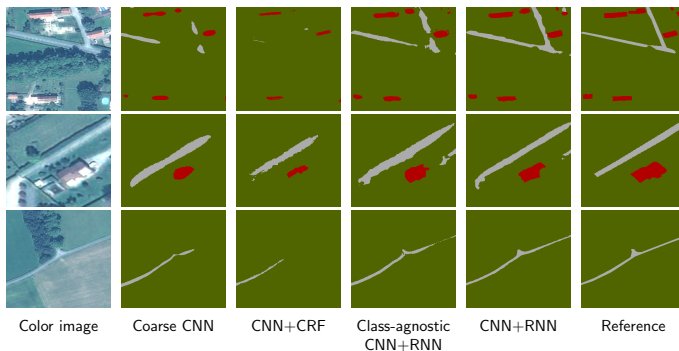 Color image
Coarse CNN
CNN+CRF
Class-agnostic
CNN+RNN
CNN+RNN
Reference